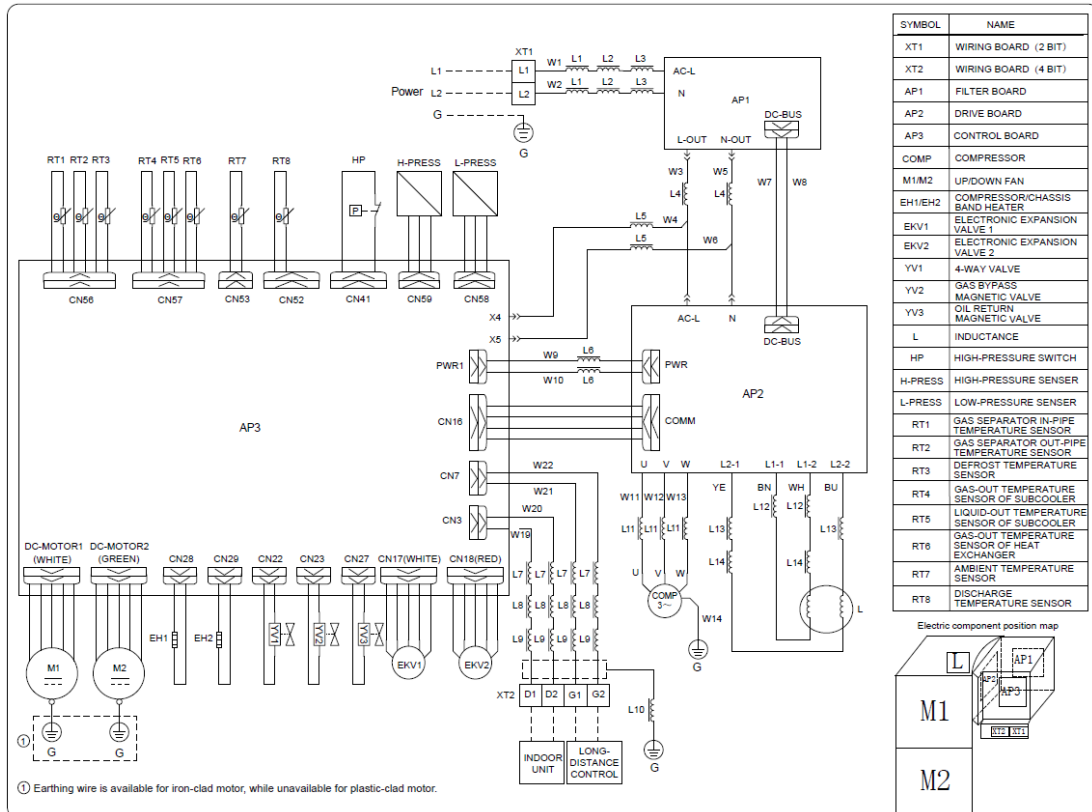 XT1
L1
L1
W1
L1
L2
L3
AC-L
Power
L2
L2
W2
L1
L2
L3
N
AP1
G
G
DC-BUS
L-OUT
N-OUT
RT1
RT2
RT3
RT4
RT5
RT6
RT7
RT8
HP
H-PRESS
L-PRESS
θ
θ
θ
θ
θ
θ
θ
θ
P
W3
W5
W7
W8
L4
L4
L5
W4
L5
W6
CN56
CN57
CN53
CN52
CN41
CN59
CN58
X4
X5
AC-L
N
DC-BUS
PWR1
W9
L6
W10
L6
PWR
AP2
AP3
CN16
COMM
CN7
W22
W21
CN3
W20
W19
U
V
W
L2-1
L1-1
L1-2
L2-2
YE
BN
WH
BU
W11
W12
W13
L11
L11
L11
L13
L12
L12
L13
L14
L14
U
V
W
COMP
3~
W14
G
L
DC-MOTOR1
(WHITE)
DC-MOTOR2
(GREEN)
CN28
CN29
CN22
CN23
CN27
CN17(WHITE)
CN18(RED)
L7
L7
L7
L7
L8
L8
L8
L8
L9
L9
L9
L9
EH1
EH2
YV1
YV2
YV3
M1
M2
EKV1
EKV2
XT2
D1
D2
G1
G2
L10
G
INDOOR
UNIT
LONG-
DISTANCE
CONTROL
①
G
G
① Earthing wire is available for iron-clad motor, while unavailable for plastic-clad motor.
SYMBOL NAME
XT1 WIRING BOARD (2 BIT)
XT2 WIRING BOARD (4 BIT)
AP1 FILTER BOARD
AP2 DRIVE BOARD
AP3 CONTROL BOARD
COMP COMPRESSOR
M1/M2 UP/DOWN FAN
EH1/EH2 COMPRESSOR/CHASSIS
BAND HEATER
EKV1 ELECTRONIC EXPANSION
VALVE 1
EKV2 ELECTRONIC EXPANSION
VALVE 2
YV1 4-WAY VALVE
YV2 GAS BYPASS
MAGNETIC VALVE
YV3 OIL RETURN
MAGNETIC VALVE
L INDUCTANCE
HP HIGH-PRESSURE SWITCH
H-PRESS HIGH-PRESSURE SENSER
L-PRESS LOW-PRESSURE SENSER
RT1 GAS SEPARATOR IN-PIPE
TEMPERATURE SENSOR
RT2 GAS SEPARATOR OUT-PIPE
TEMPERATURE SENSOR
RT3 DEFROST TEMPERATURE
SENSOR
RT4 GAS-OUT TEMPERATURE
SENSOR OF SUBCOOLER
RT5 LIQUID-OUT TEMPERATURE
SENSOR OF SUBCOOLER
RT6 GAS-OUT TEMPERATURE
SENSOR OF HEAT
EXCHANGER
RT7 AMBIENT TEMPERATURE
SENSOR
RT8 DISCHARGE
TEMPERATURE SENSOR
Electric component position map
L
AP1
AP2
AP3
XT2
XT1
M1
M2